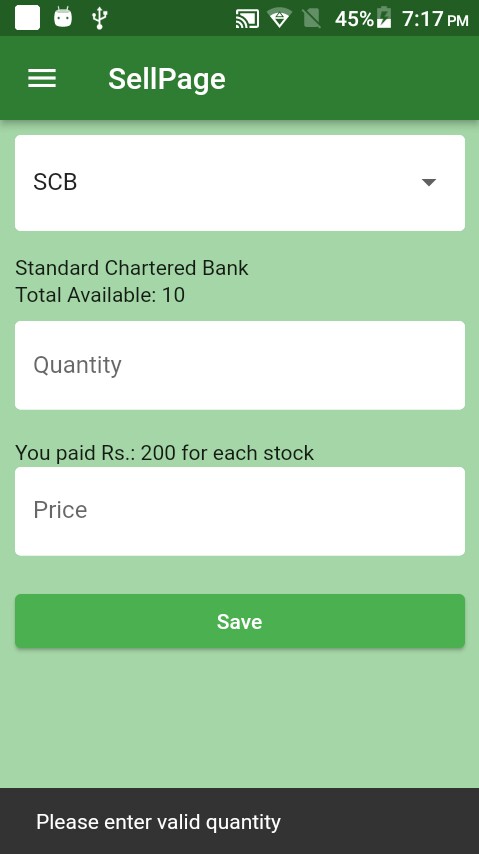 45% 7:17 PM
SellPage
SCB
Standard Chartered Bank
Total Available: 10
Quantity
You paid Rs.: 200 for each stock
Price
Save
Please enter valid quantity